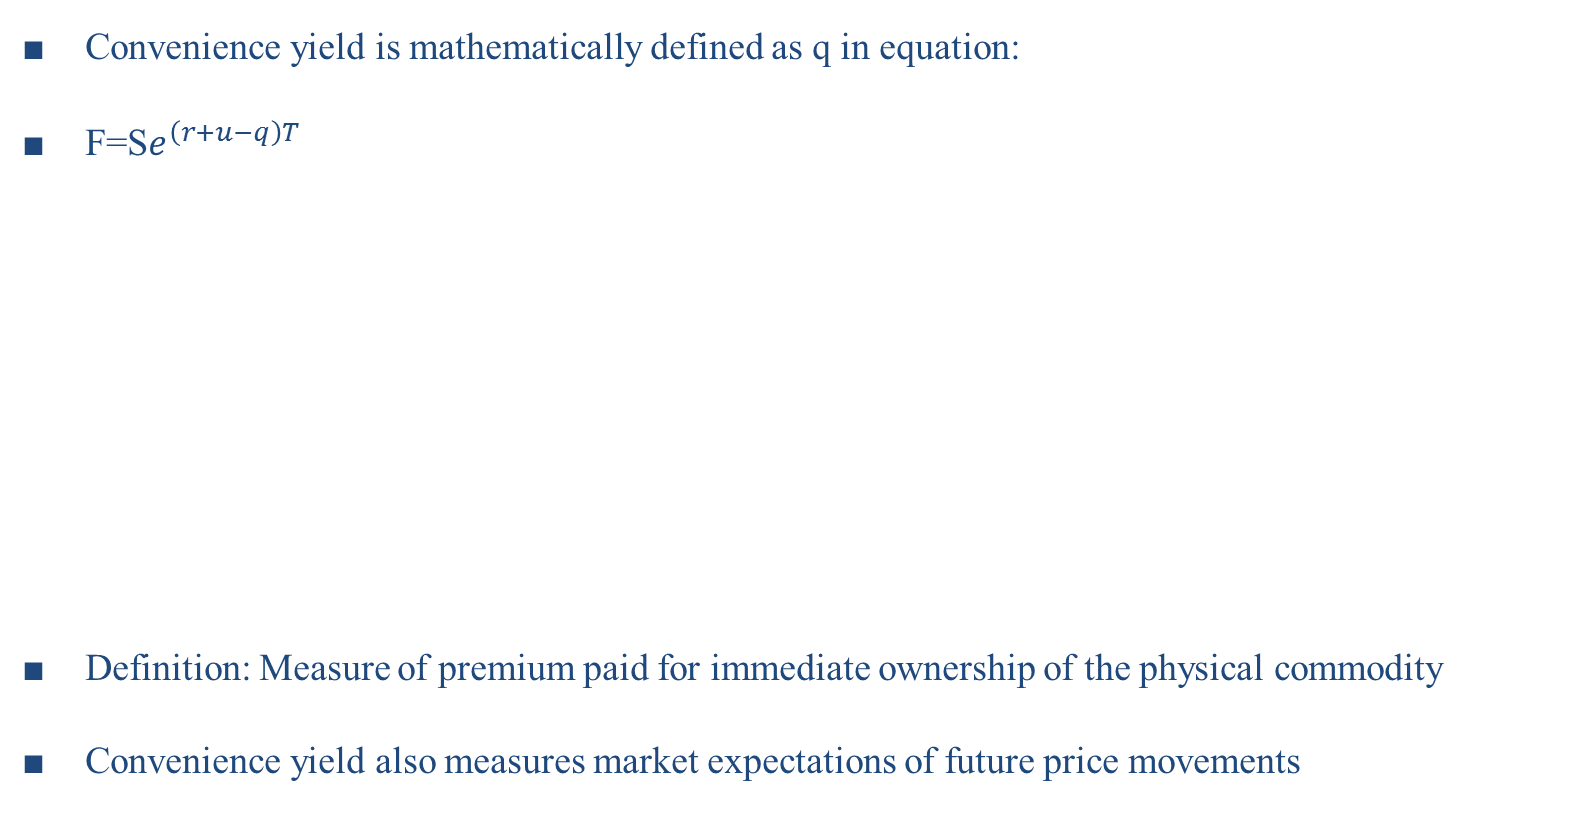 ■ Convenience yield is mathematically defined as q in equation:
■ F=Se^{(r+u−q)T}
■ Definition: Measure of premium paid for immediate ownership of the physical commodity
■ Convenience yield also measures market expectations of future price movements